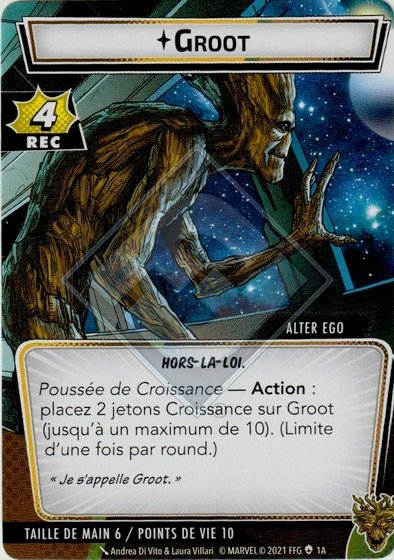 Groot
4
REC
ALTER EGO
HORS-LA-LOI.
Poussée de Croissance — Action :
placez 2 jetons Croissance sur Groot
(jusqu'à un maximum de 10). (Limite
d'une fois par round.)
« Je s'appelle Groot. »
TAILLE DE MAIN 6 / POINTS DE VIE 10
Andrea Di Vito & Laura Villari © MARVEL © 2021 FFG 1A